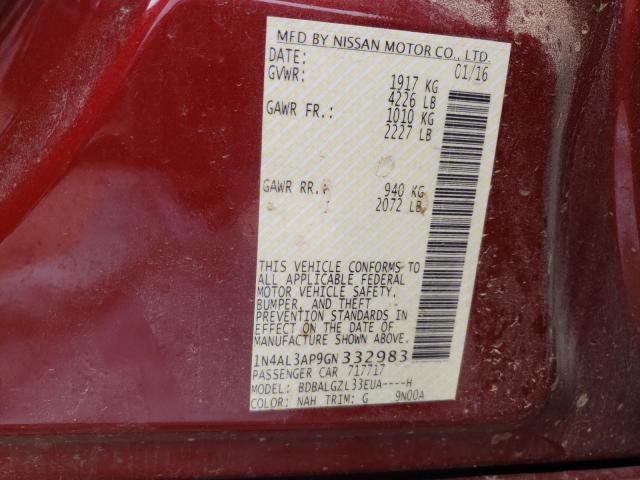 MFD BY NISSAN MOTOR CO., LTD.
DATE: 01/16
GVWR: 1917 KG
4226 LB
GAWR FR.: 1010 KG
2227 LB
GAWR RR.: 940 KG
2072 LB
THIS VEHICLE CONFORMS TO
ALL APPLICABLE FEDERAL
MOTOR VEHICLE SAFETY,
BUMPER, AND THEFT
PREVENTION STANDARDS IN
EFFECT ON THE DATE OF
MANUFACTURE SHOWN ABOVE.
1N4AL3AP9GN332983
PASSENGER CAR 717717
MODEL: BDBALGZL33EUA----H
COLOR: NAH TRIM: G 9N00A